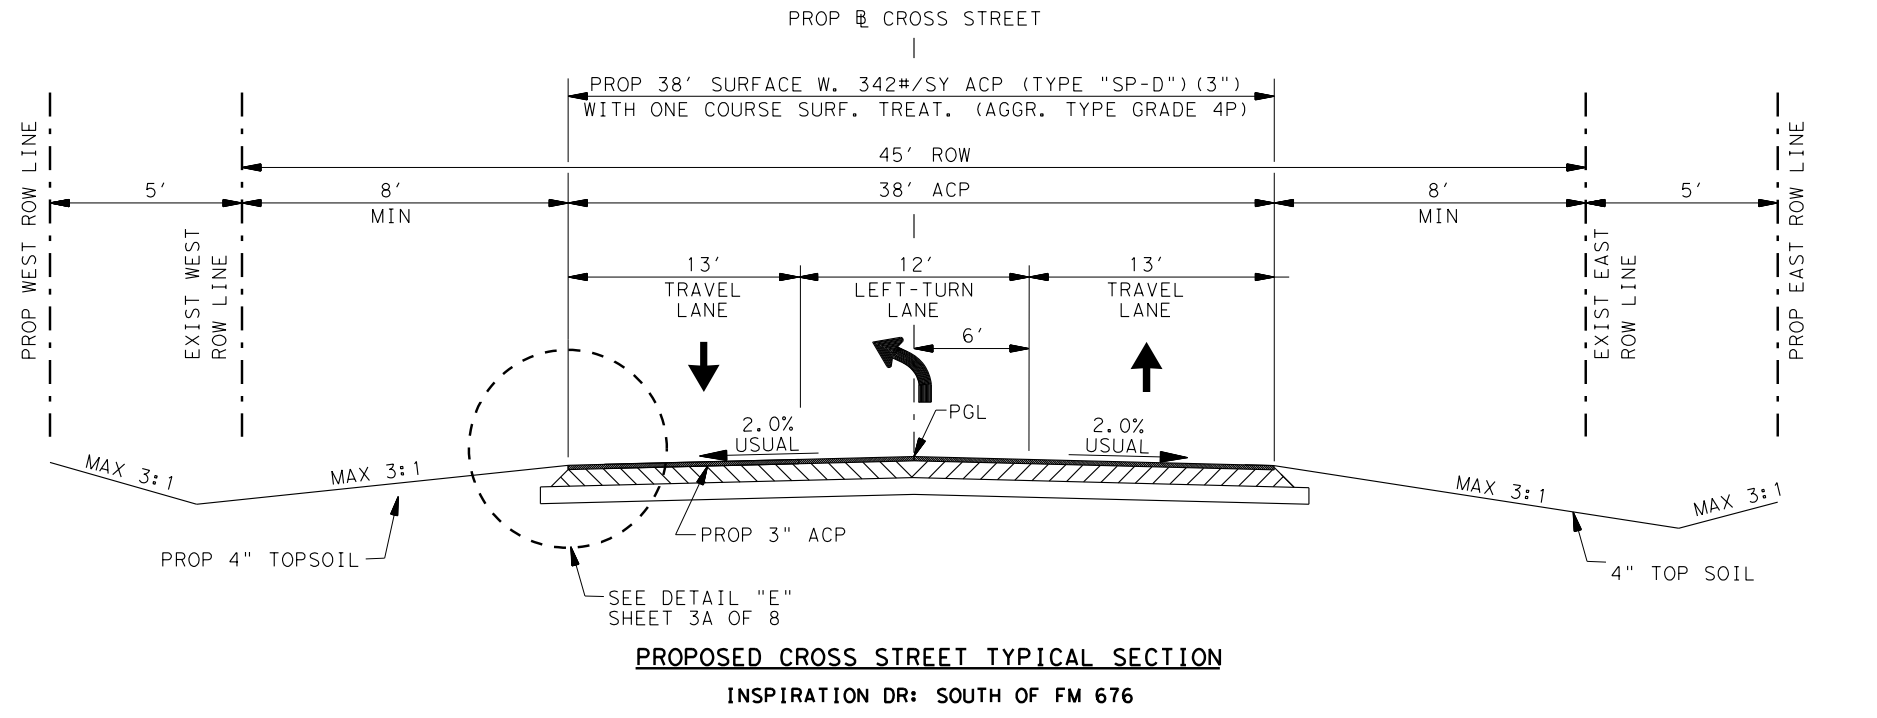 PROP ℄ CROSS STREET
PROP 38' SURFACE W. 342#/SY ACP (TYPE "SP-D")(3")
WITH ONE COURSE SURF. TREAT. (AGGR. TYPE GRADE 4P)
45' ROW
5'
8'
MIN
38' ACP
8'
MIN
5'
PROP WEST ROW LINE
EXIST WEST
ROW LINE
EXIST EAST
ROW LINE
PROP EAST ROW LINE
13'
TRAVEL
LANE
12'
LEFT-TURN
LANE
13'
TRAVEL
LANE
6'
PGL
2.0%
USUAL
2.0%
USUAL
MAX 3:1
MAX 3:1
MAX 3:1
MAX 3:1
PROP 3" ACP
PROP 4" TOPSOIL
4" TOP SOIL
SEE DETAIL "E"
SHEET 3A OF 8
PROPOSED CROSS STREET TYPICAL SECTION
INSPIRATION DR: SOUTH OF FM 676